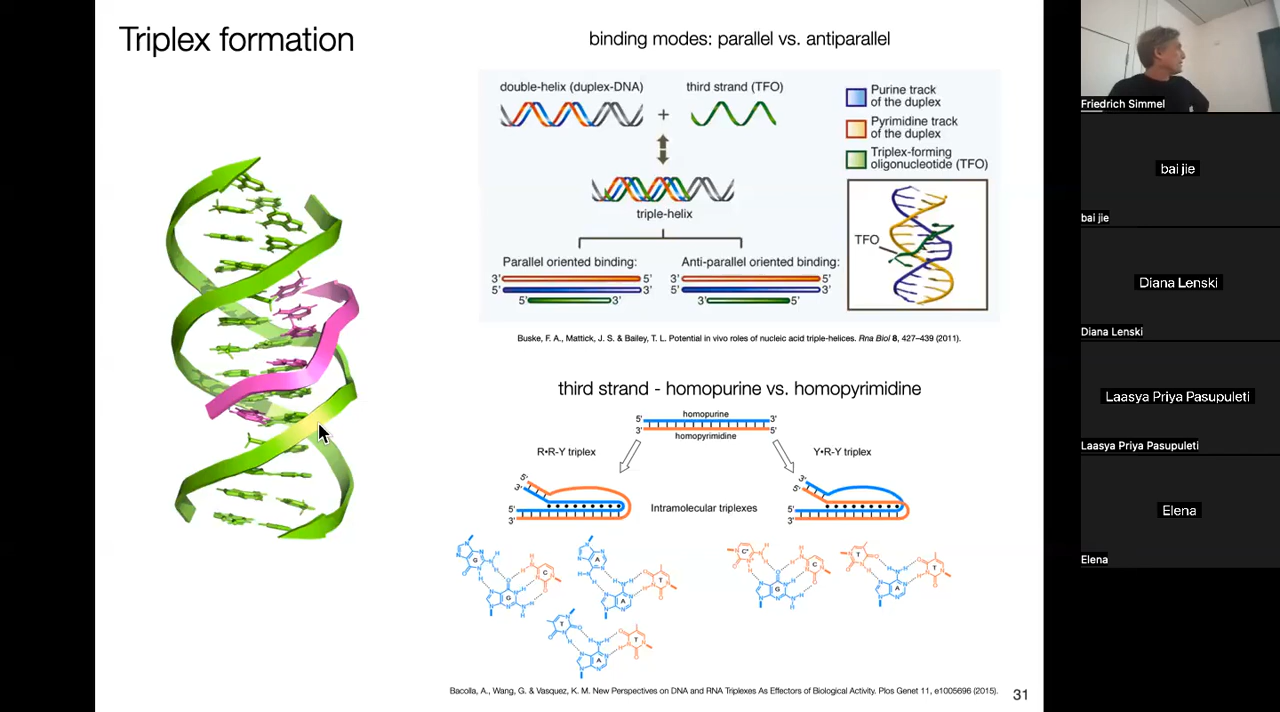 Triplex formation
binding modes: parallel vs. antiparallel
double-helix (duplex-DNA)
third strand (TFO)
+
triple-helix
Purine track
of the duplex
Pyrimidine track
of the duplex
Triplex-forming
oligonucleotide (TFO)
TFO
Parallel oriented binding:
3' 5'
5' 3'
5' 3'
Anti-parallel oriented binding:
3' 5'
5' 3'
3' 5'
Buske, F. A., Mattick, J. S. & Bailey, T. L. Potential in vivo roles of nucleic acid triple-helices. Rna Biol 8, 427–439 (2011).
third strand - homopurine vs. homopyrimidine
5' homopurine 3'
3' homopyrimidine 5'
R•R-Y triplex
Y•R-Y triplex
5'
3'
5'
3'
Intramolecular triplexes
3'
5'
5'
3'
G
C
G
A
A
T
T
A
T
C+
G
C
T
A
T
Bacolla, A., Wang, G. & Vasquez, K. M. New Perspectives on DNA and RNA Triplexes As Effectors of Biological Activity. Plos Genet 11, e1005696 (2015).
31
Friedrich Simmel
bai jie
bai jie
Diana Lenski
Diana Lenski
Laasya Priya Pasupuleti
Laasya Priya Pasupuleti
Elena
Elena